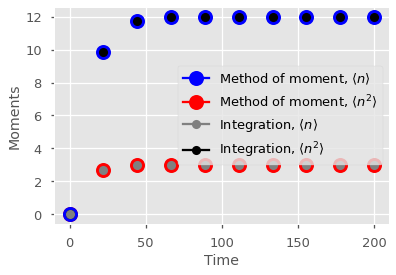 12
10
8
6
4
2
0
Moments
Method of moment, ⟨n⟩
Method of moment, ⟨n²⟩
Integration, ⟨n⟩
Integration, ⟨n²⟩
0 50 100 150 200
Time